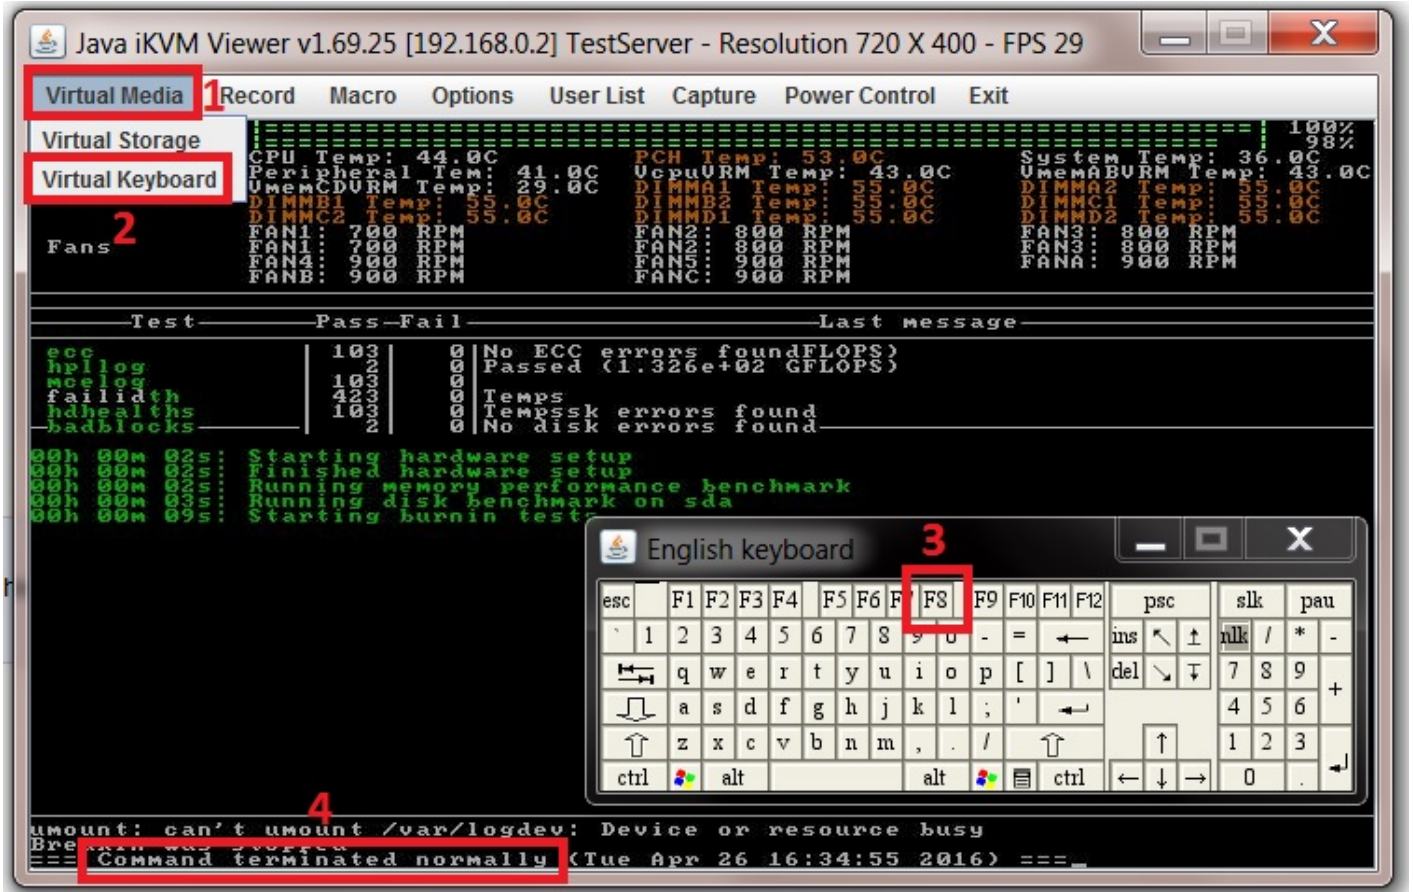 Java iKVM Viewer v1.69.25 [192.168.0.2] TestServer - Resolution 720 X 400 - FPS 29
Virtual Media 1 Record Macro Options User List Capture Power Control Exit
Virtual Storage
Virtual Keyboard
2
100%
98%
CPU Temp: 44.0C PCH Temp: 53.0C System Temp: 36.0C
Peripheral Tem: 41.0C VcpuVRM Temp: 43.0C VmemABVRM Temp: 43.0C
VmemCDVRM Temp: 29.0C DIMMA1 Temp: 55.0C DIMMA2 Temp: 55.0C
DIMMB1 Temp: 55.0C DIMMB2 Temp: 55.0C DIMMC1 Temp: 55.0C
DIMMC2 Temp: 55.0C DIMMD1 Temp: 55.0C DIMMD2 Temp: 55.0C
Fans FAN1: 700 RPM FAN2: 800 RPM FAN3: 800 RPM
FAN1: 700 RPM FAN2: 800 RPM FAN3: 800 RPM
FAN4: 900 RPM FAN5: 900 RPM FANA: 900 RPM
FANB: 900 RPM FANC: 900 RPM
Test Pass Fail Last message
ecc 103 0 No ECC errors foundFLOPS)
hpllog 2 0 Passed (1.326e+02 GFLOPS)
mcelog 103 0
failidth 423 0 Temps
hdhealths 103 0 Tempssk errors found
badblocks 2 0 No disk errors found
00h 00m 02s: Starting hardware setup
00h 00m 02s: Finished hardware setup
00h 00m 02s: Running memory performance benchmark
00h 00m 03s: Running disk benchmark on sda
00h 00m 09s: Starting burnin tests
English keyboard 3
esc F1 F2 F3 F4 F5 F6 F7 F8 F9 F10 F11 F12 psc slk pau
` 1 2 3 4 5 6 7 8 9 0 - = ins nlk / * -
q w e r t y u i o p [ ] \ del 7 8 9 +
a s d f g h j k l ; ' 4 5 6
z x c v b n m , . / 1 2 3
ctrl alt alt ctrl 0 .
4
umount: can't umount /var/logdev: Device or resource busy
Breakin was stopped
=== Command terminated normally (Tue Apr 26 16:34:55 2016) ===_